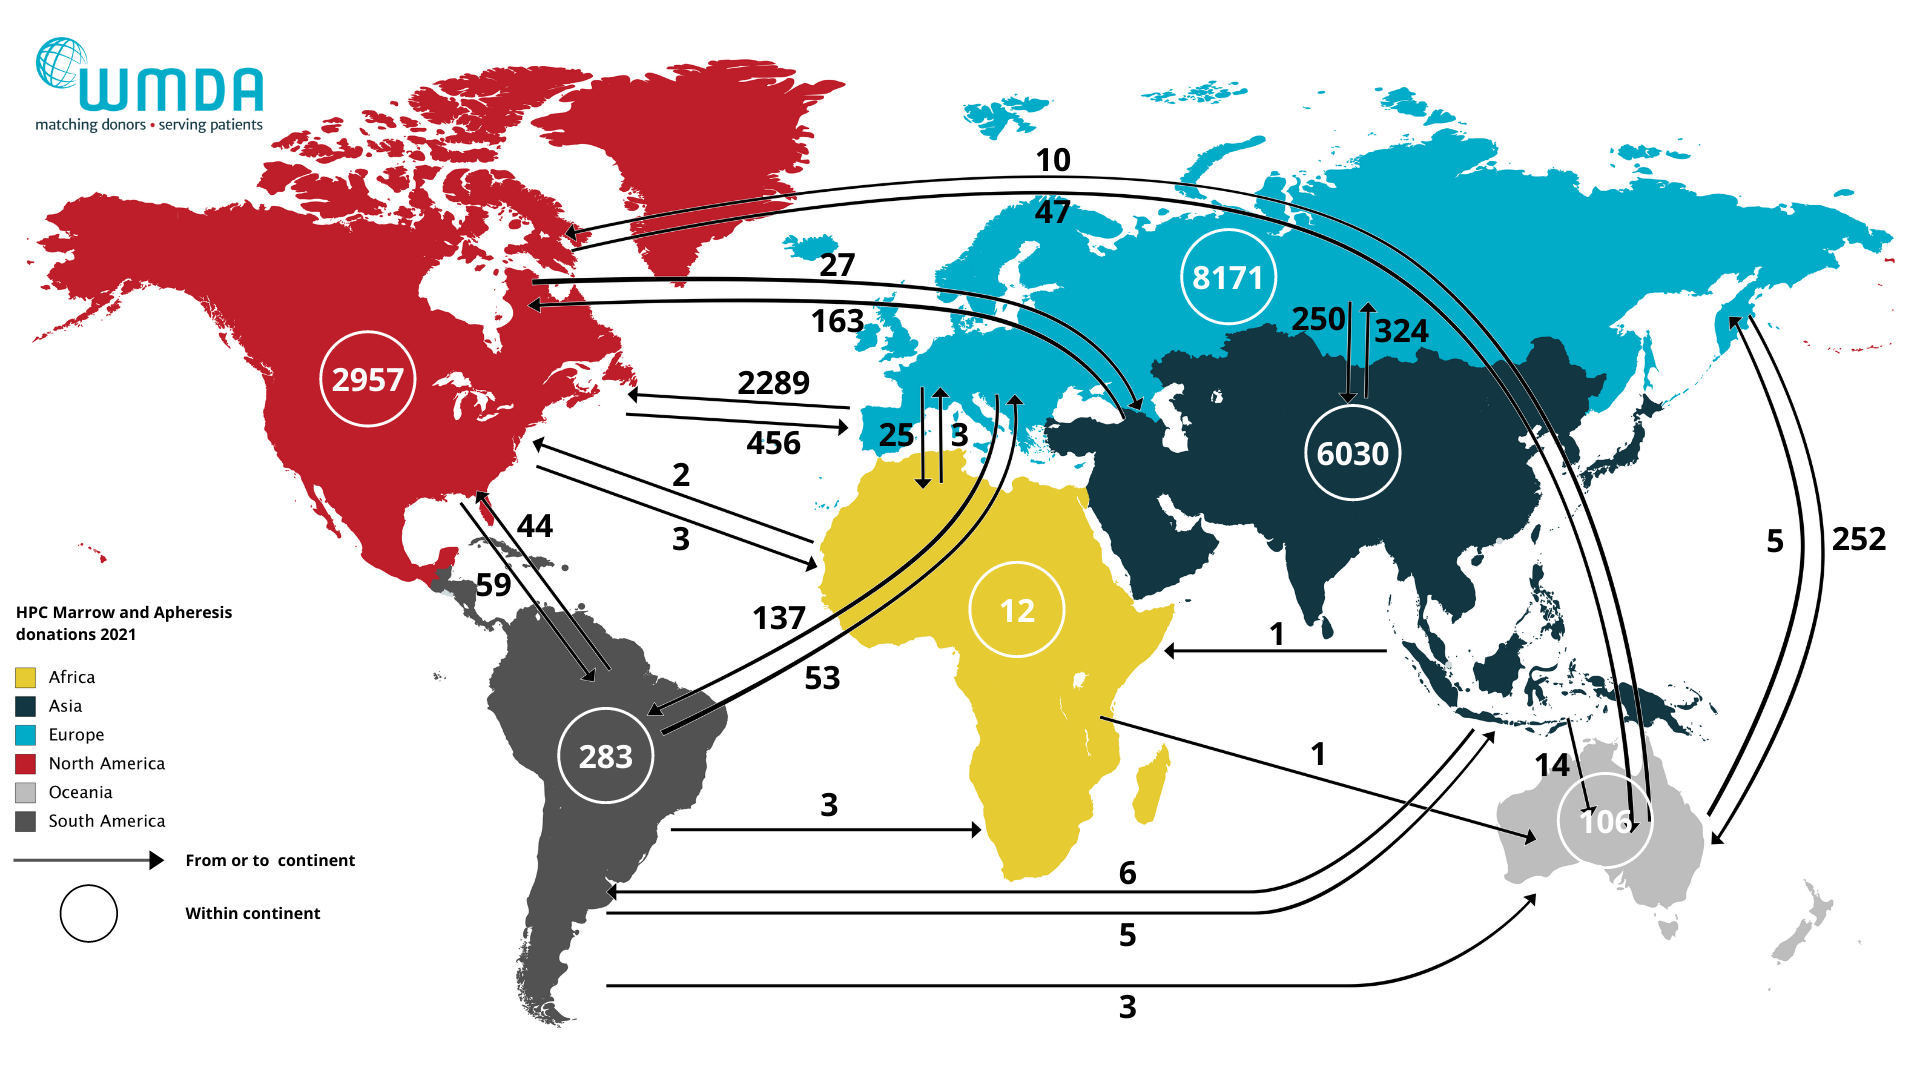 WMDA
matching donors • serving patients
10
47
27
8171
163
250
324
2957
2289
456
25
3
6030
2
3
44
59
5
252
137
12
53
1
HPC Marrow and Apheresis
donations 2021
Africa
Asia
Europe
North America
Oceania
South America
From or to continent
Within continent
283
1
14
106
3
6
5
3